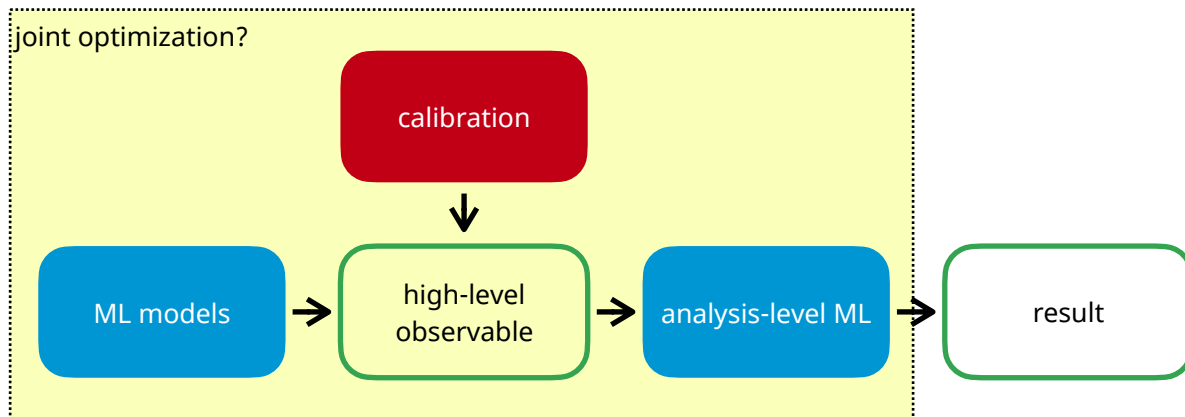 joint optimization?
calibration
ML models
high-level
observable
analysis-level ML
result